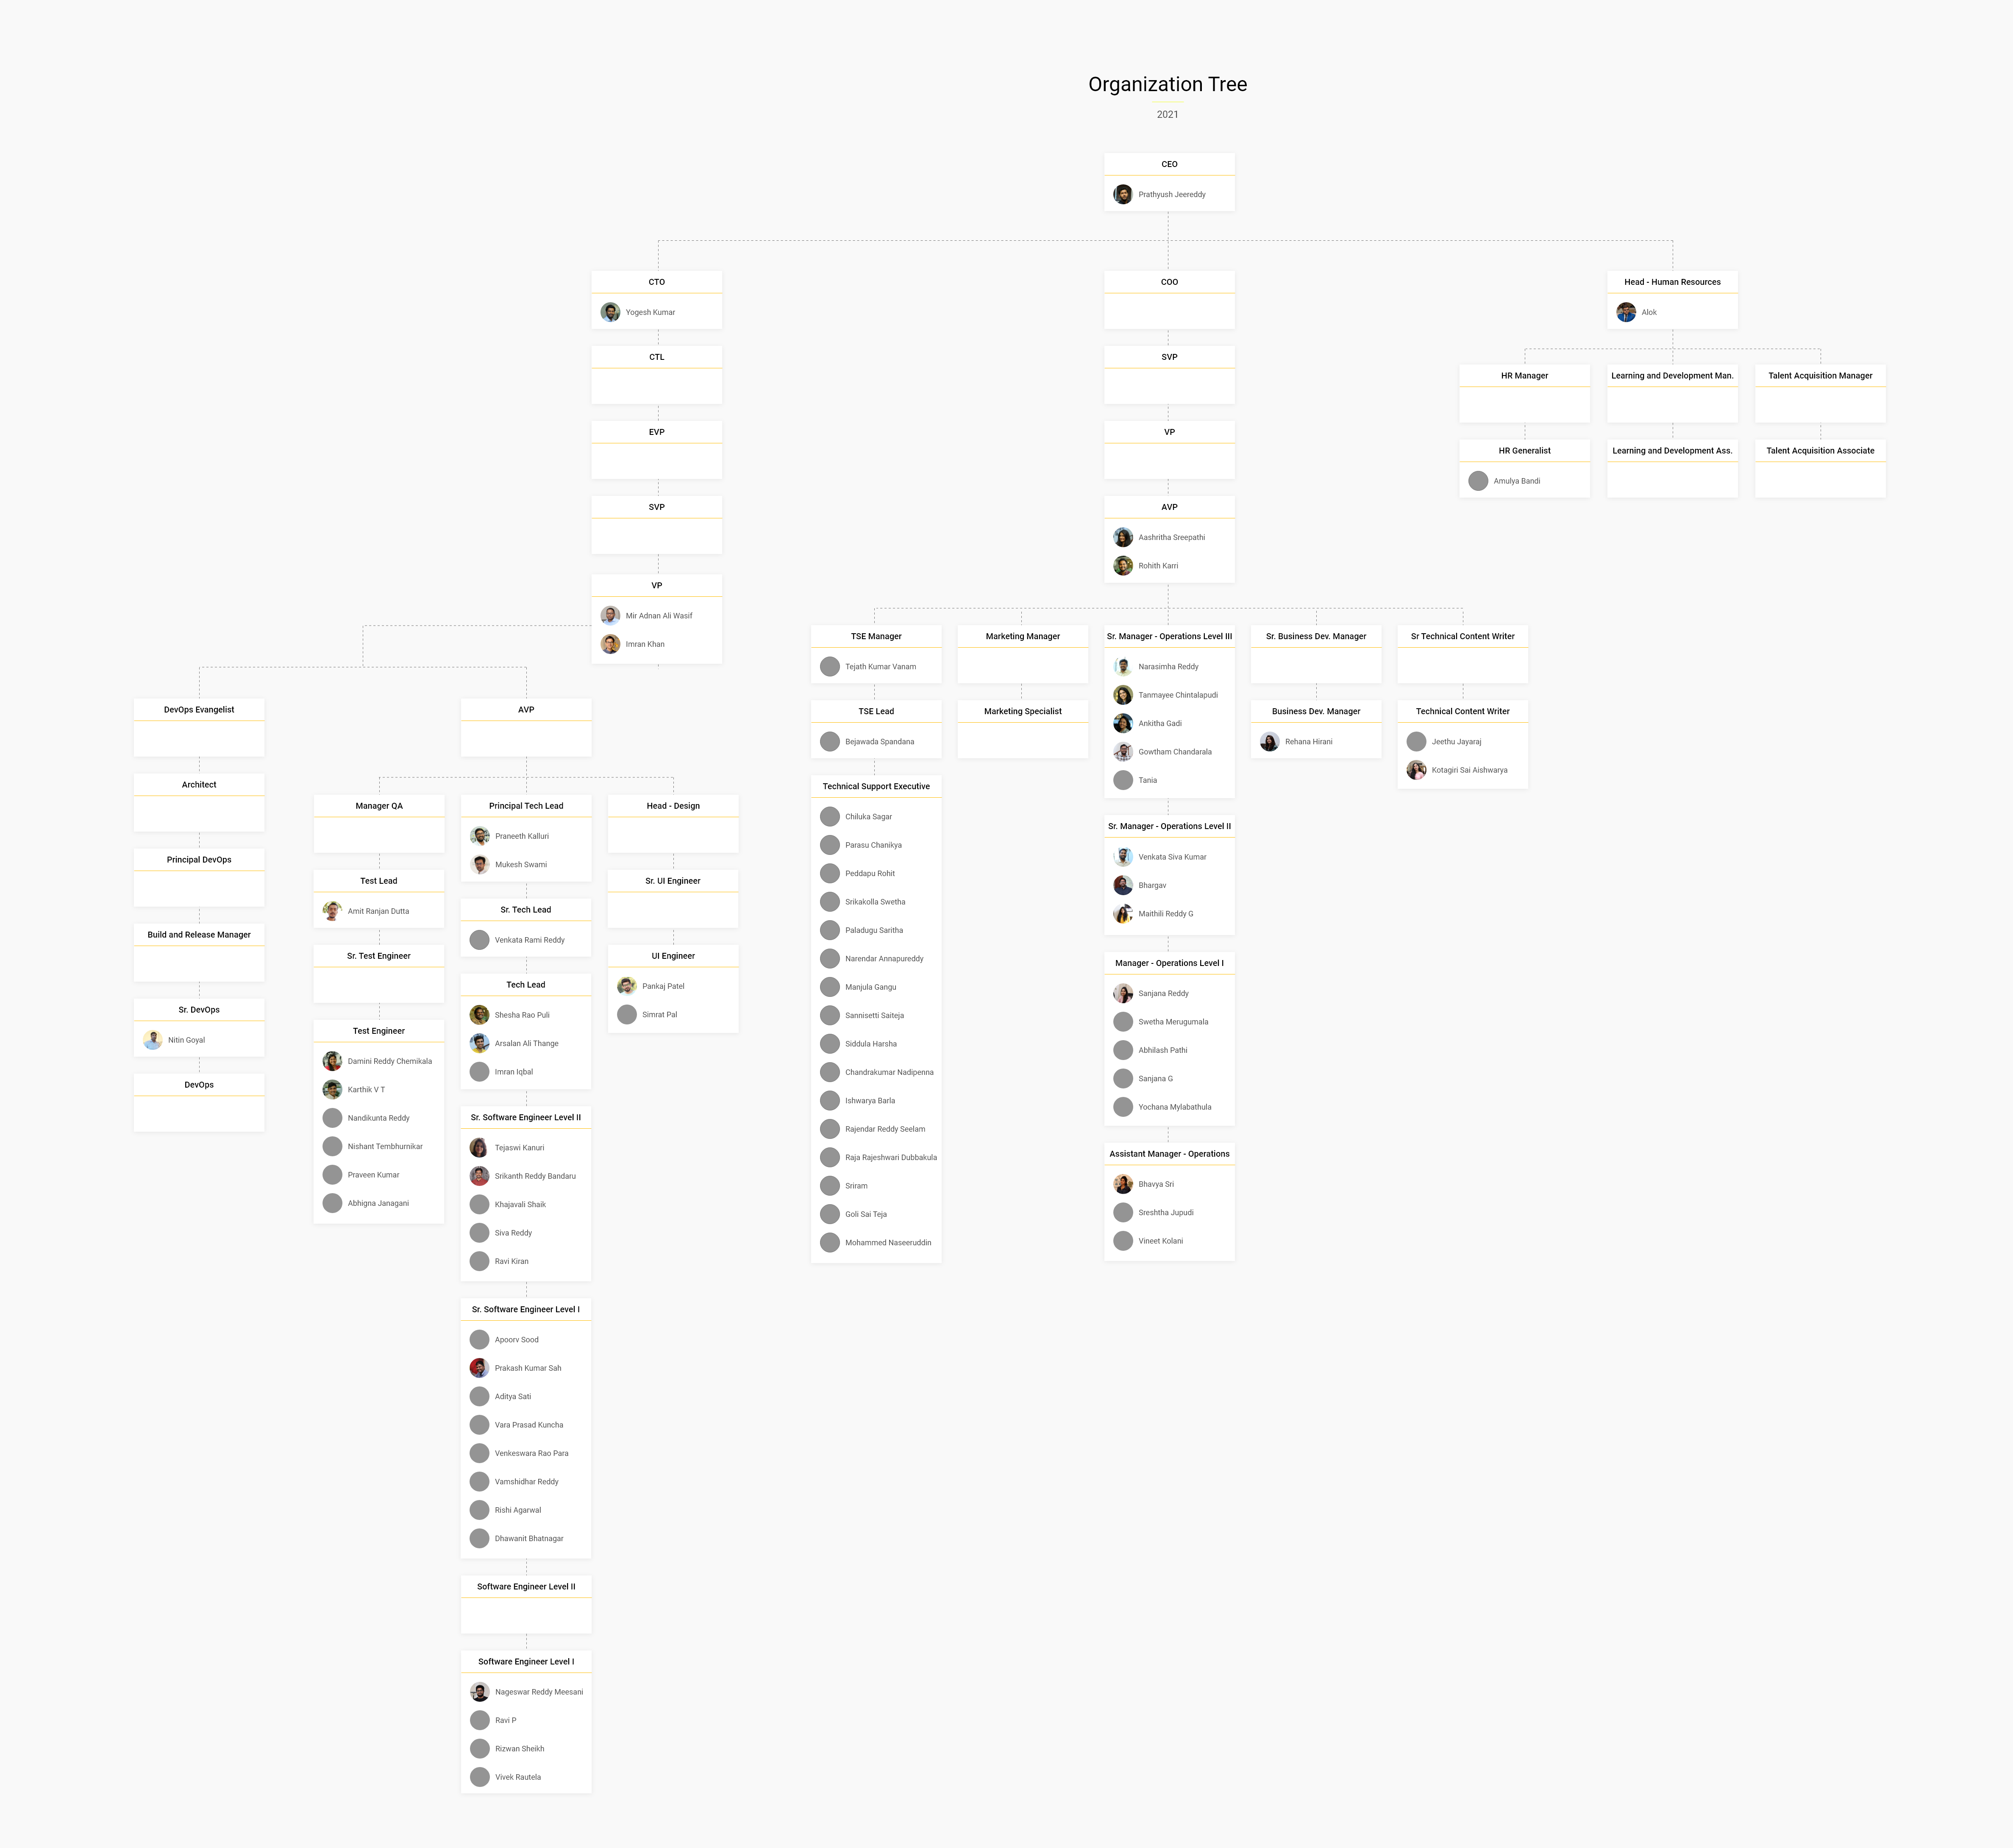 Organization Tree
2021
CEO
Prathyush Jeereddy
CTO
Yogesh Kumar
CTL
EVP
SVP
VP
Mir Adnan Ali Wasif
Imran Khan
DevOps Evangelist
Architect
Principal DevOps
Build and Release Manager
Sr. DevOps
Nitin Goyal
DevOps
AVP
Manager QA
Test Lead
Amit Ranjan Dutta
Sr. Test Engineer
Test Engineer
Damini Reddy Chemikala
Karthik V T
Nandikunta Reddy
Nishant Tembhurnikar
Praveen Kumar
Abhigna Janagani
Principal Tech Lead
Praneeth Kalluri
Mukesh Swami
Sr. Tech Lead
Venkata Rami Reddy
Tech Lead
Shesha Rao Puli
Arsalan Ali Thange
Imran Iqbal
Sr. Software Engineer Level II
Tejaswi Kanuri
Srikanth Reddy Bandaru
Khajavali Shaik
Siva Reddy
Ravi Kiran
Sr. Software Engineer Level I
Apoorv Sood
Prakash Kumar Sah
Aditya Sati
Vara Prasad Kuncha
Venkeswara Rao Para
Vamshidhar Reddy
Rishi Agarwal
Dhawanit Bhatnagar
Software Engineer Level II
Software Engineer Level I
Nageswar Reddy Meesani
Ravi P
Rizwan Sheikh
Vivek Rautela
Head - Design
Sr. UI Engineer
UI Engineer
Pankaj Patel
Simrat Pal
COO
SVP
VP
AVP
Aashritha Sreepathi
Rohith Karri
TSE Manager
Tejath Kumar Vanam
TSE Lead
Bejawada Spandana
Technical Support Executive
Chiluka Sagar
Parasu Chanikya
Peddapu Rohit
Srikakolla Swetha
Paladugu Saritha
Narendar Annapureddy
Manjula Gangu
Sannisetti Saiteja
Siddula Harsha
Chandrakumar Nadipenna
Ishwarya Barla
Rajendar Reddy Seelam
Raja Rajeshwari Dubbakula
Sriram
Goli Sai Teja
Mohammed Naseeruddin
Marketing Manager
Marketing Specialist
Sr. Manager - Operations Level III
Narasimha Reddy
Tanmayee Chintalapudi
Ankitha Gadi
Gowtham Chandarala
Tania
Sr. Manager - Operations Level II
Venkata Siva Kumar
Bhargav
Maithili Reddy G
Manager - Operations Level I
Sanjana Reddy
Swetha Merugumala
Abhilash Pathi
Sanjana G
Yochana Mylabathula
Assistant Manager - Operations
Bhavya Sri
Sreshtha Jupudi
Vineet Kolani
Sr. Business Dev. Manager
Business Dev. Manager
Rehana Hirani
Sr Technical Content Writer
Technical Content Writer
Jeethu Jayaraj
Kotagiri Sai Aishwarya
Head - Human Resources
Alok
HR Manager
HR Generalist
Amulya Bandi
Learning and Development Man.
Learning and Development Ass.
Talent Acquisition Manager
Talent Acquisition Associate